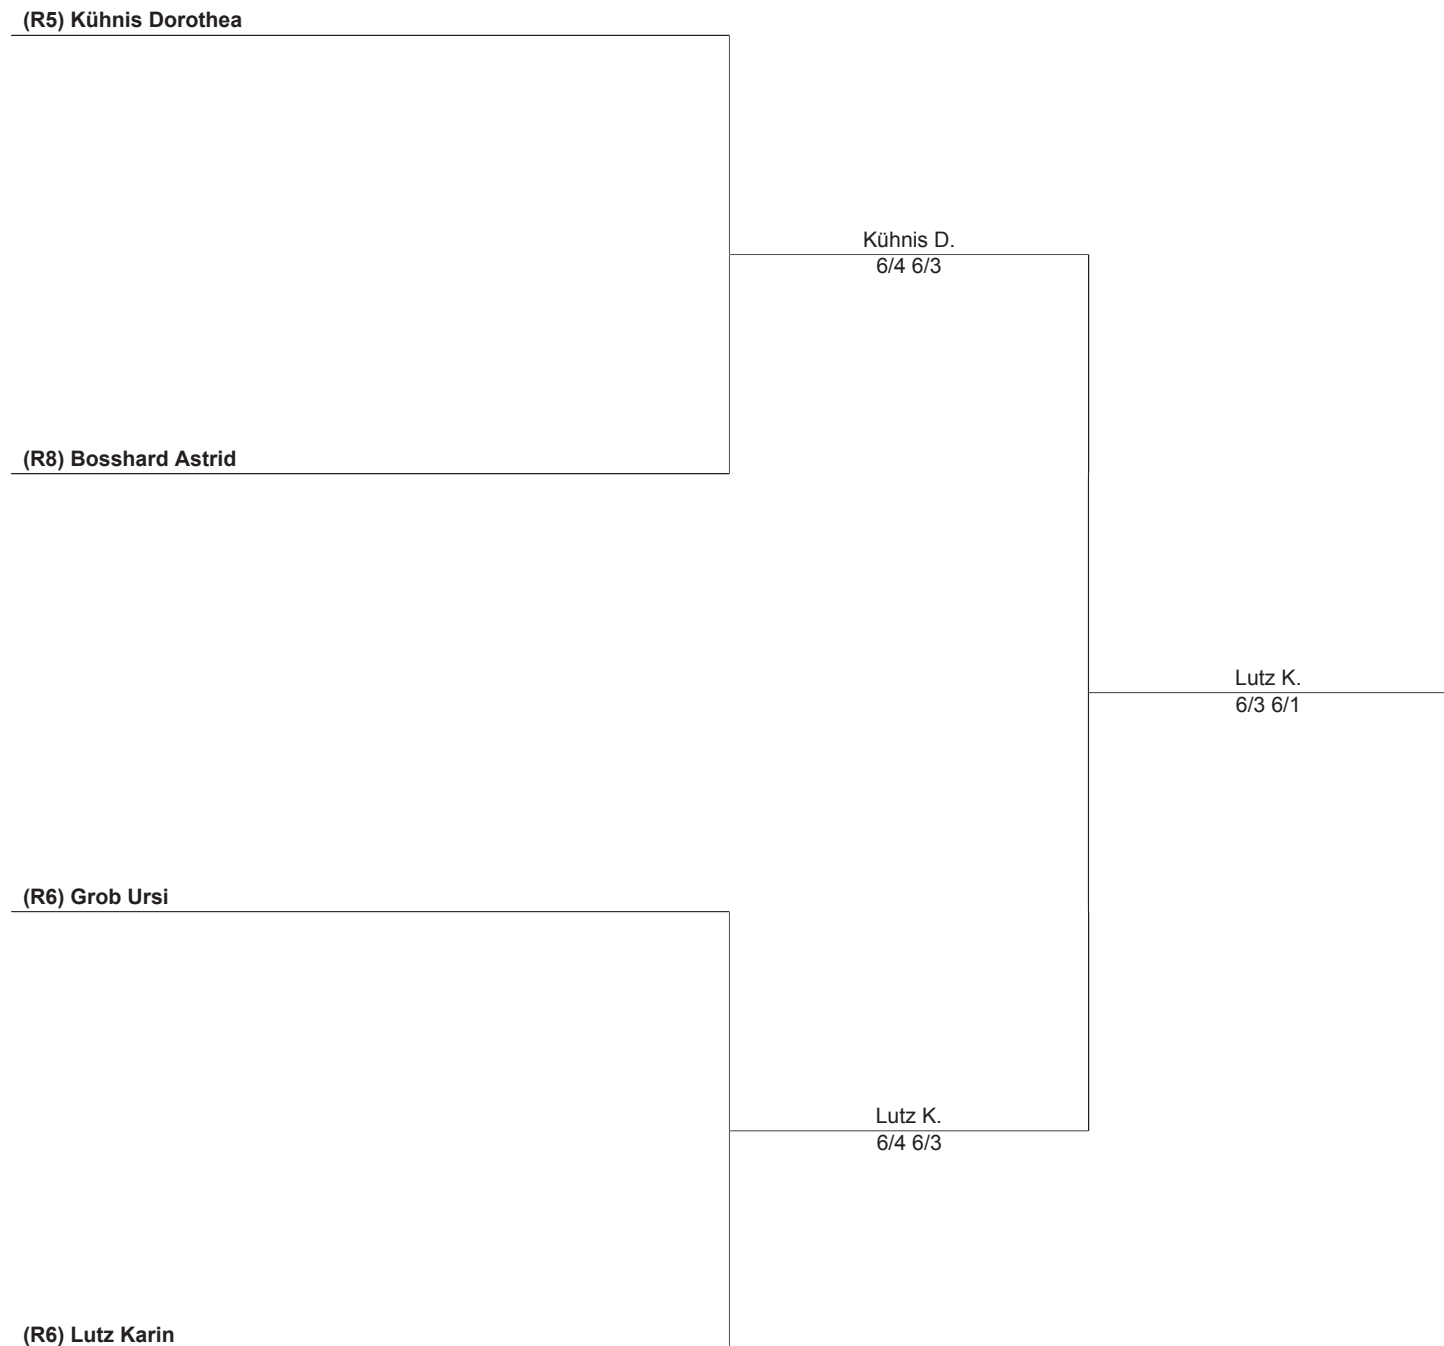 (R5) Kühnis Dorothea
Kühnis D.
6/4 6/3
(R8) Bosshard Astrid
Lutz K.
6/3 6/1
(R6) Grob Ursi
Lutz K.
6/4 6/3
(R6) Lutz Karin